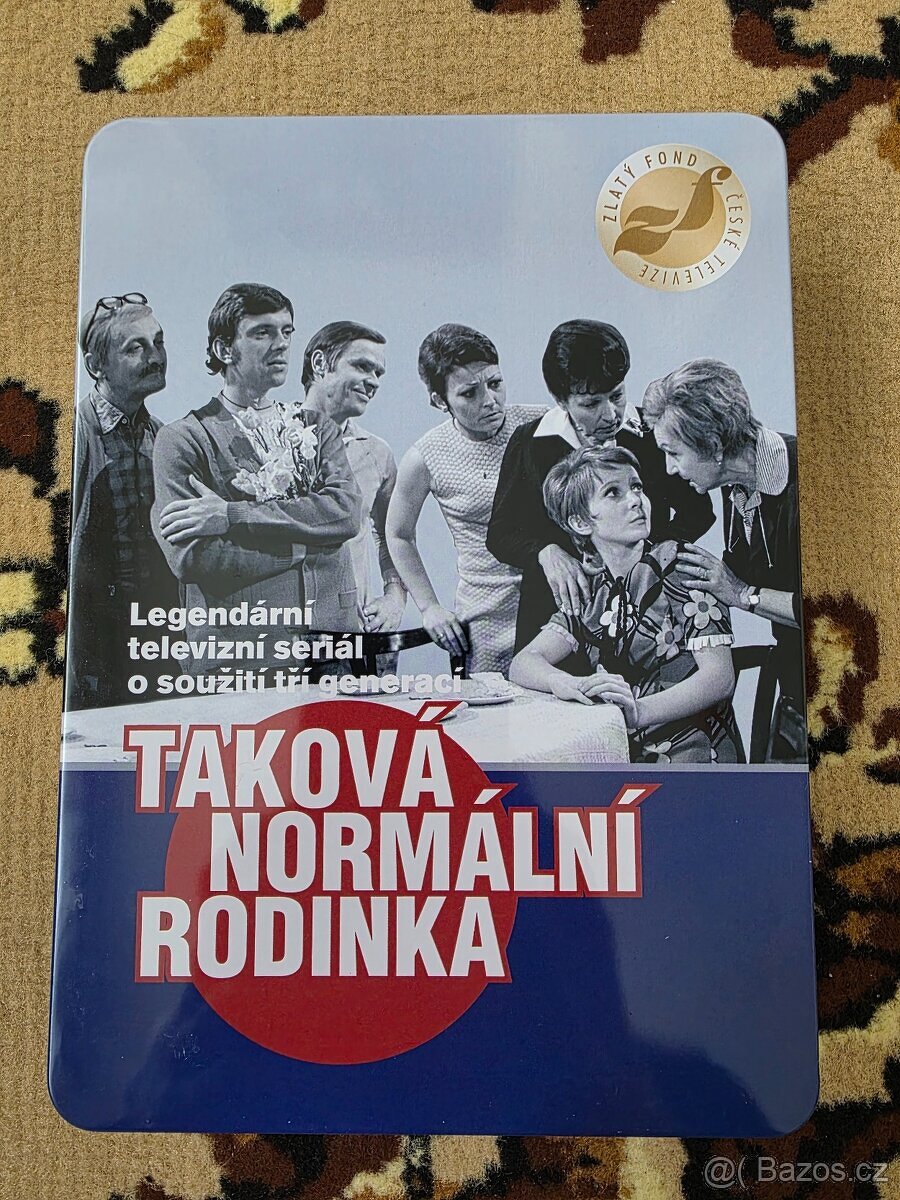 ZLATÝ FOND ČESKÉ TELEVIZE
Legendární
televizní seriál
o soužití tří generací
TAKOVÁ
NORMÁLNÍ
RODINKA
@( Bazos.cz